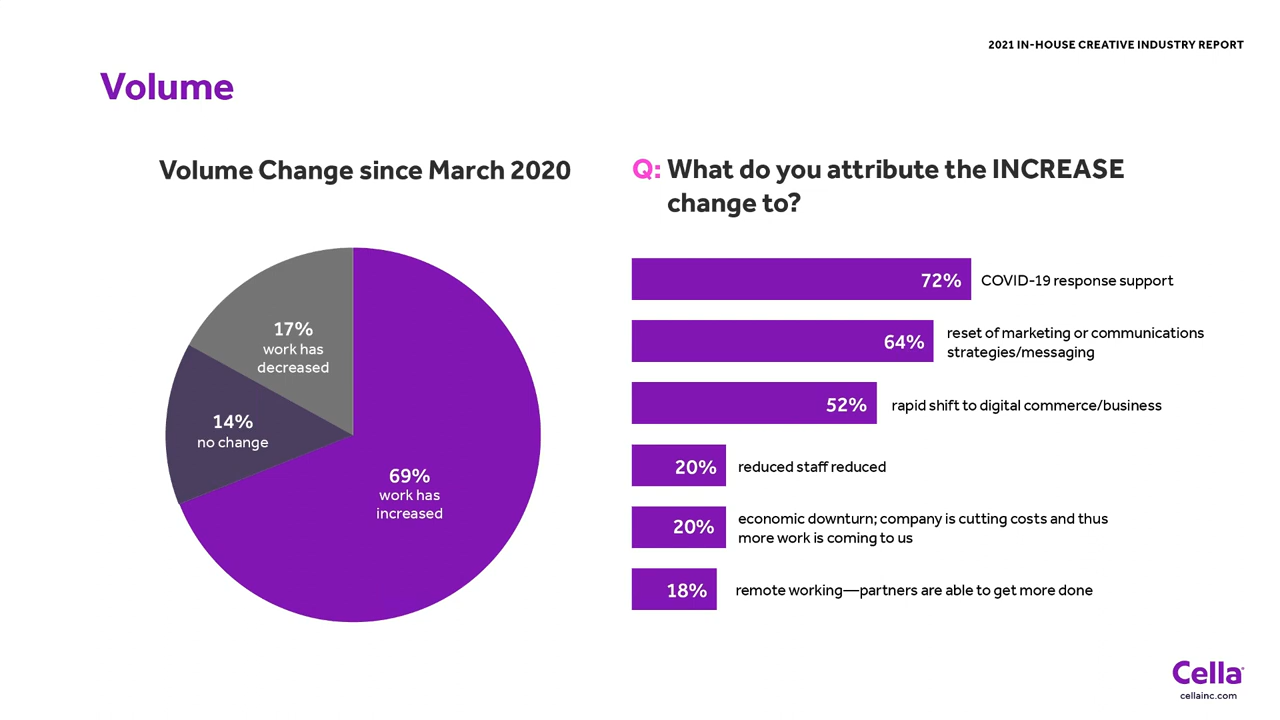 2021 IN-HOUSE CREATIVE INDUSTRY REPORT
Volume
Volume Change since March 2020
17%
work has
decreased
14%
no change
69%
work has
increased
Q: What do you attribute the INCREASE
change to?
72% COVID-19 response support
64% reset of marketing or communications
strategies/messaging
52% rapid shift to digital commerce/business
20% reduced staff reduced
20% economic downturn; company is cutting costs and thus
more work is coming to us
18% remote working—partners are able to get more done
Cella
cellainc.com